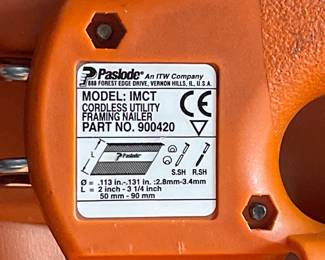 Paslode® An ITW Company
888 FOREST EDGE DRIVE, VERNON HILLS, IL, U.S.A.
MODEL: IMCT
CORDLESS UTILITY
FRAMING NAILER
PART NO. 900420
CE
L
Paslode
S.SH R.SH
Ø = .113 in.-.131 in. :2.8mm-3.4mm
L = 2 inch - 3 1/4 inch
50 mm - 90 mm